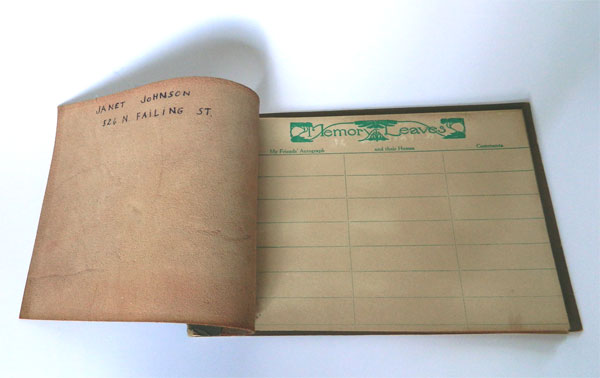 JANET JOHNSON
326 N. FAILING ST.
Memory Leaves
My Friends' Autograph and their Homes Comments